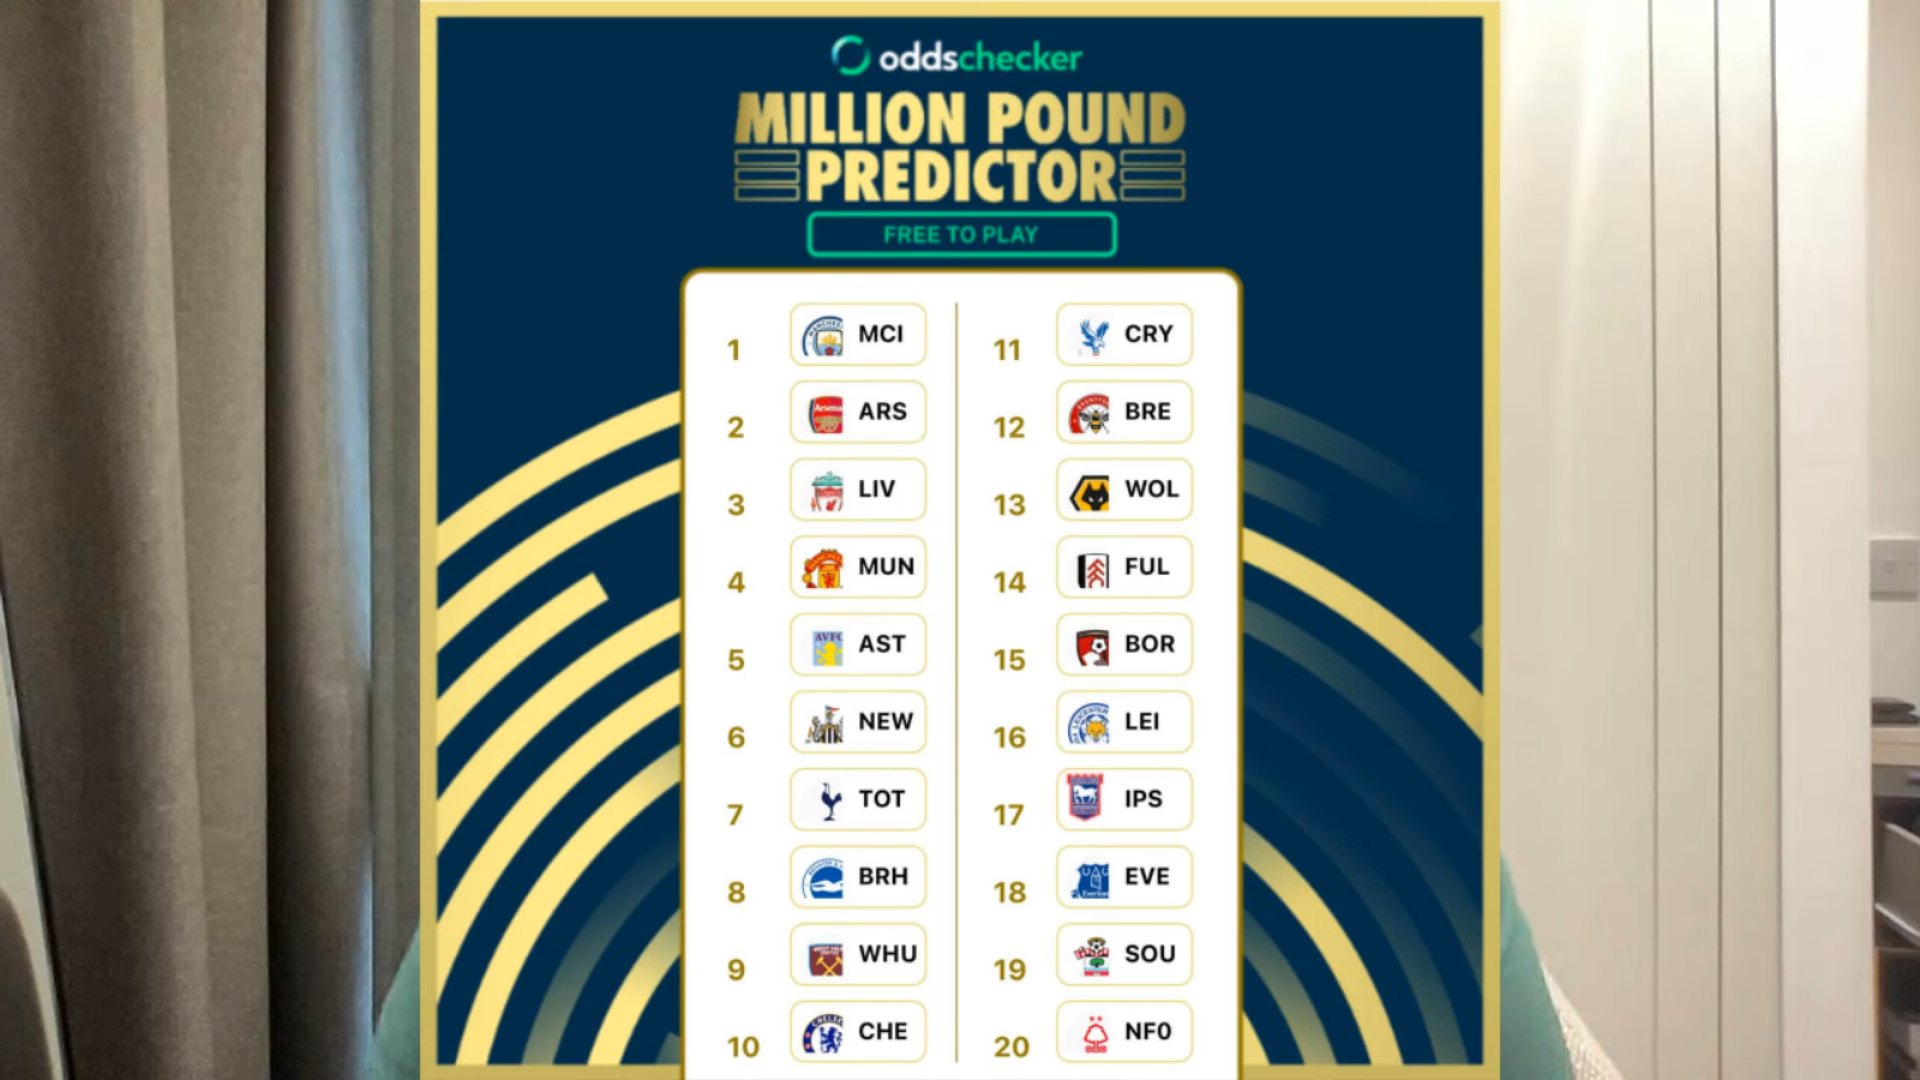 oddschecker
MILLION POUND
PREDICTOR
FREE TO PLAY
1 MCI
2 ARS
3 LIV
4 MUN
5 AST
6 NEW
7 TOT
8 BRH
9 WHU
10 CHE
11 CRY
12 BRE
13 WOL
14 FUL
15 BOR
16 LEI
17 IPS
18 EVE
19 SOU
20 NF0